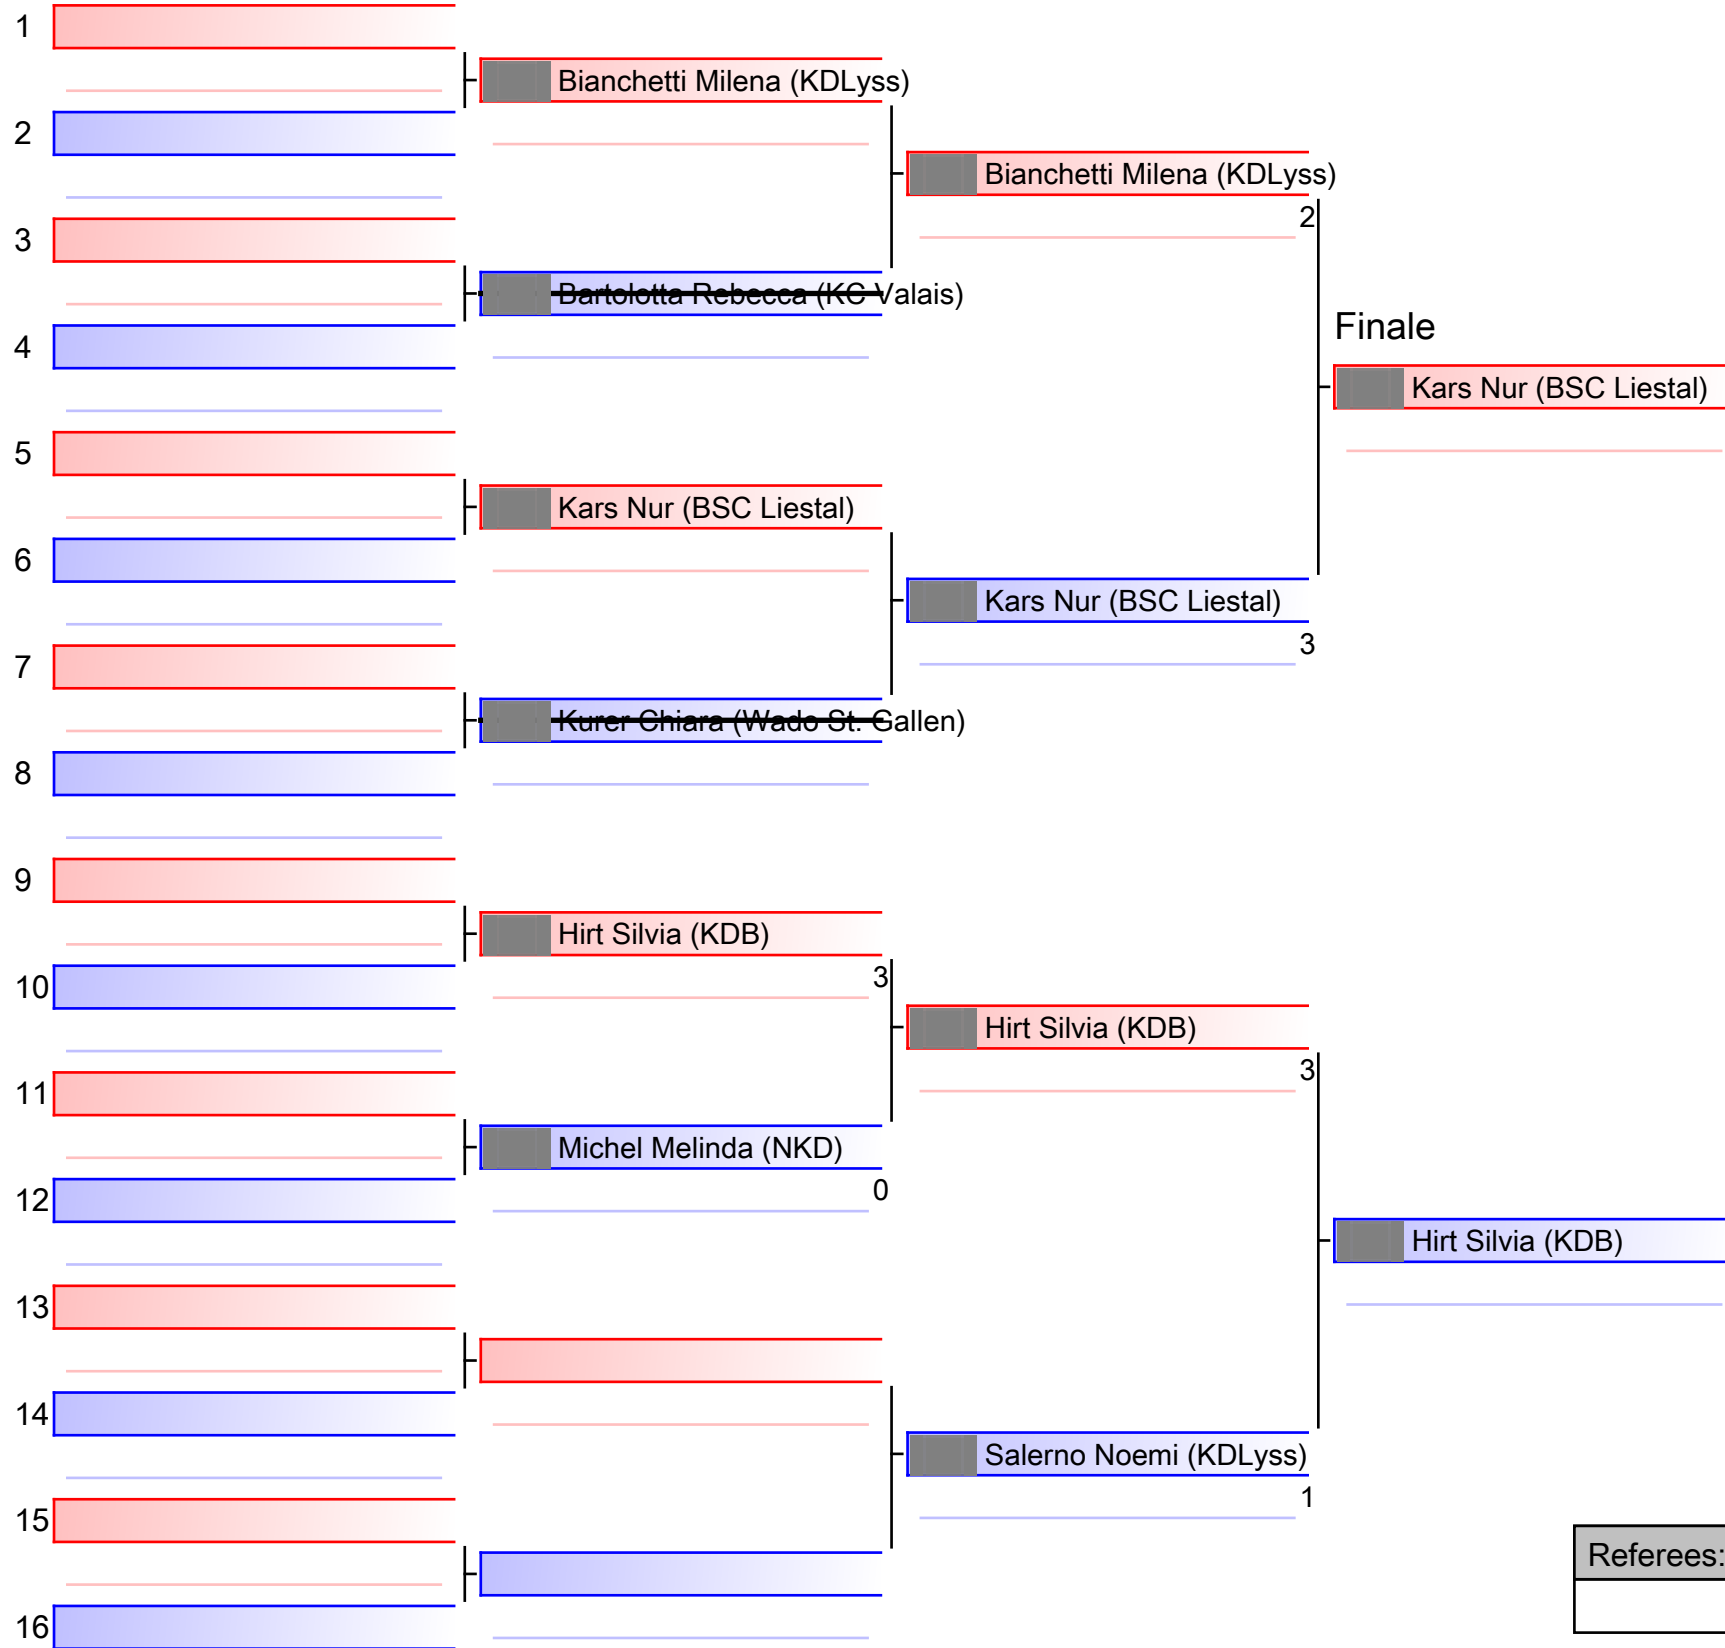 1
Bianchetti Milena (KDLyss)
2
Bianchetti Milena (KDLyss)
2
3
Bartolotta Rebecca (KC Valais)
4
Finale
Kars Nur (BSC Liestal)
5
Kars Nur (BSC Liestal)
6
Kars Nur (BSC Liestal)
3
7
Kurer Chiara (Wado St. Gallen)
8
9
Hirt Silvia (KDB)
3
10
Hirt Silvia (KDB)
3
11
Michel Melinda (NKD)
0
12
Hirt Silvia (KDB)
13
14
Salerno Noemi (KDLyss)
1
15
Referees:
16